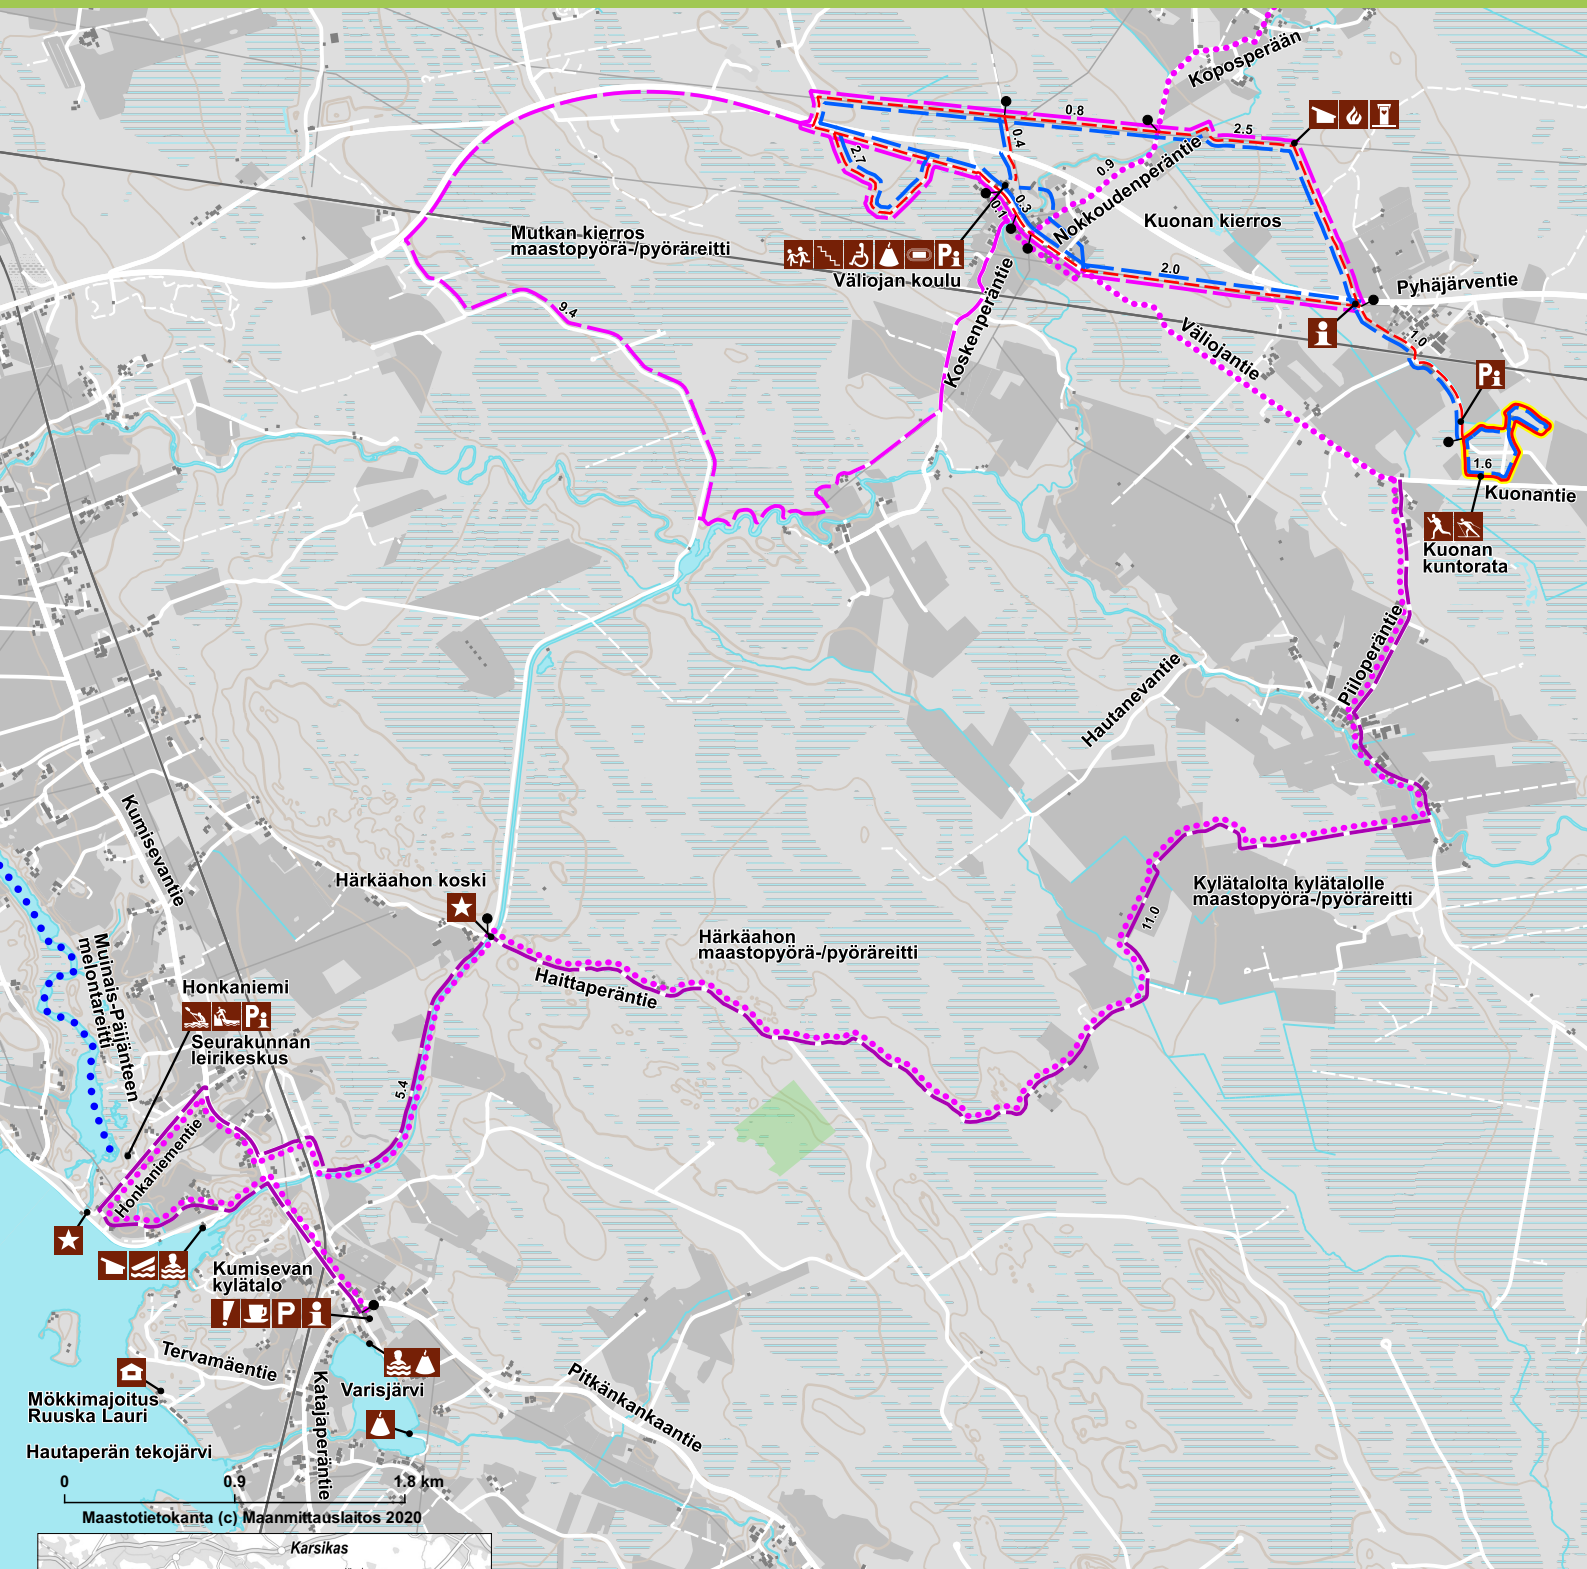 Koposperään
0.8
2.5
0.4
2.7
0.9
Nokkoudenperäntie
0.3
0.1
Kuonan kierros
Mutkan kierros
maastopyörä-/pyöräreitti
Pi
Väliojan koulu
2.0
Pyhäjärventie
i
9.4
Koskenperäntie
Väliojantie
1.0
Pi
1.6
Kuonantie
Kuonan
kuntorata
Piiloperäntie
Hautanevantie
Kumisevantie
Härkäahon koski
Kylätalolta kylätalolle
maastopyörä-/pyöräreitti
11.0
Härkäahon
maastopyörä-/pyöräreitti
Haittaperäntie
Muinais-Päijänteen
melontareitti
Honkaniemi
Pi
Seurakunnan
leirikeskus
5.4
Honkaniementie
Kumisevan
kylätalo
! P i
Tervamäentie
Mökkimajoitus
Ruuska Lauri
Varisjärvi
Katajaperäntie
Pitkänkankaantie
Hautaperän tekojärvi
0 0.9 1.8 km
Maastotietokanta (c) Maanmittauslaitos 2020
Karsikas